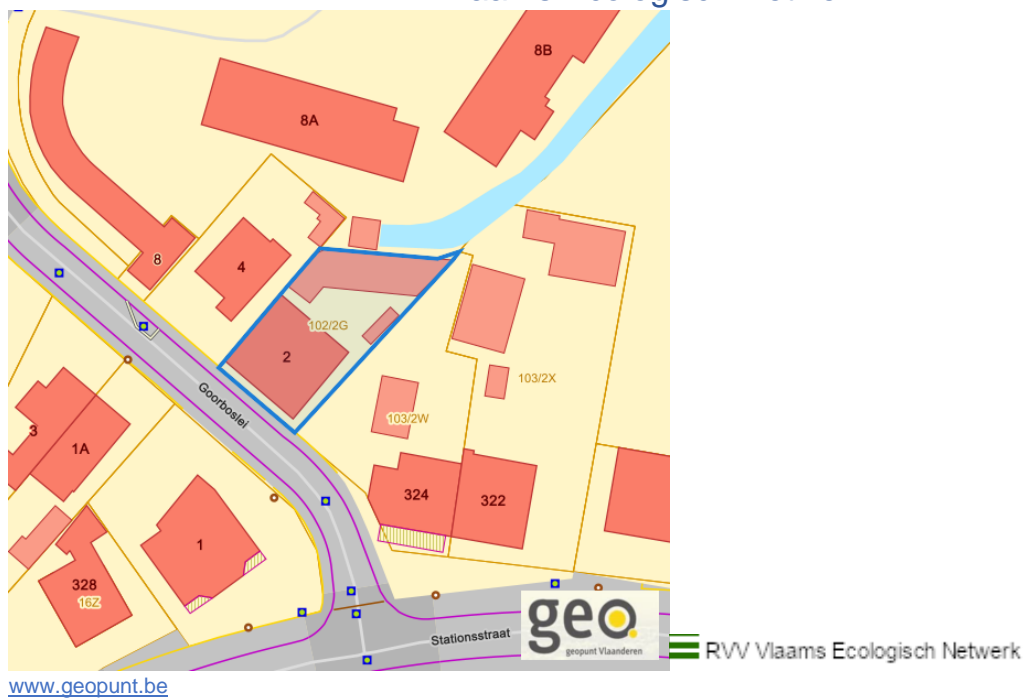 8B
8A
8
4
102/2G
2
Goorboslei
103/2X
103/2W
3
1A
324
322
1
328
16Z
Stationsstraat
geo
geopunt Vlaanderen
RVV Vlaams Ecologisch Netwerk
www.geopunt.be